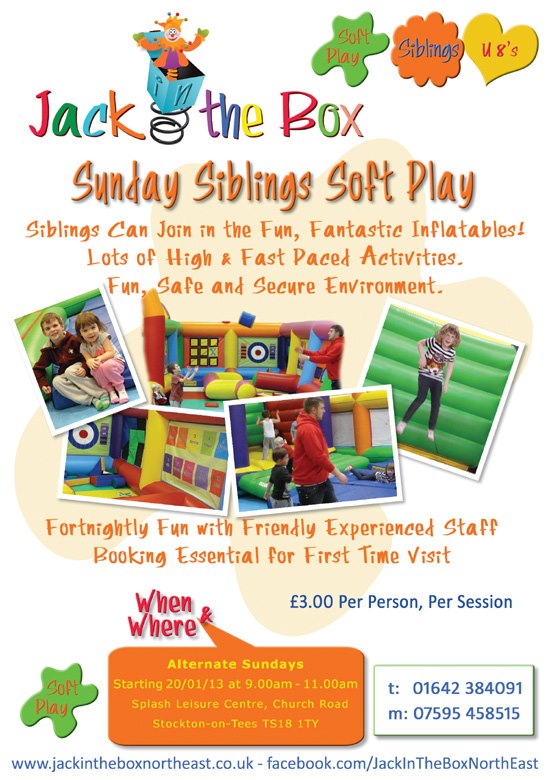 Soft Play
Siblings
U 8's
Jack in the Box
Sunday Siblings Soft Play
Siblings Can Join in the Fun, Fantastic Inflatables!
Lots of High & Fast Paced Activities.
Fun, Safe and Secure Environment.
Fortnightly Fun with Friendly Experienced Staff
Booking Essential for First Time Visit
£3.00 Per Person, Per Session
When &
Where
Alternate Sundays
Starting 20/01/13 at 9.00am - 11.00am
Splash Leisure Centre, Church Road
Stockton-on-Tees TS18 1TY
Soft
Play
t: 01642 384091
m: 07595 458515
www.jackintheboxnortheast.co.uk - facebook.com/JackInTheBoxNorthEast